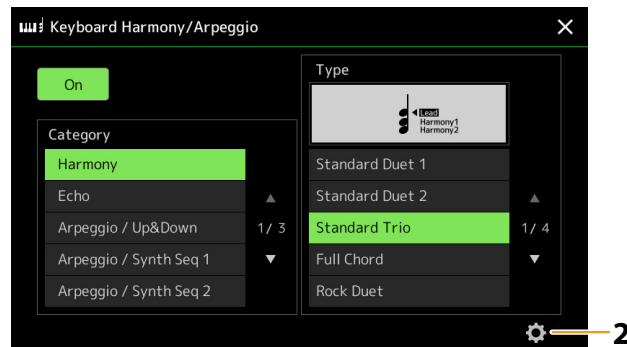 Keyboard Harmony/Arpeggio
On
Category
Harmony
Echo
Arpeggio / Up&Down
Arpeggio / Synth Seq 1
Arpeggio / Synth Seq 2
1/ 3
Type
Lead
Harmony1
Harmony2
Standard Duet 1
Standard Duet 2
Standard Trio
Full Chord
Rock Duet
1/ 4
2